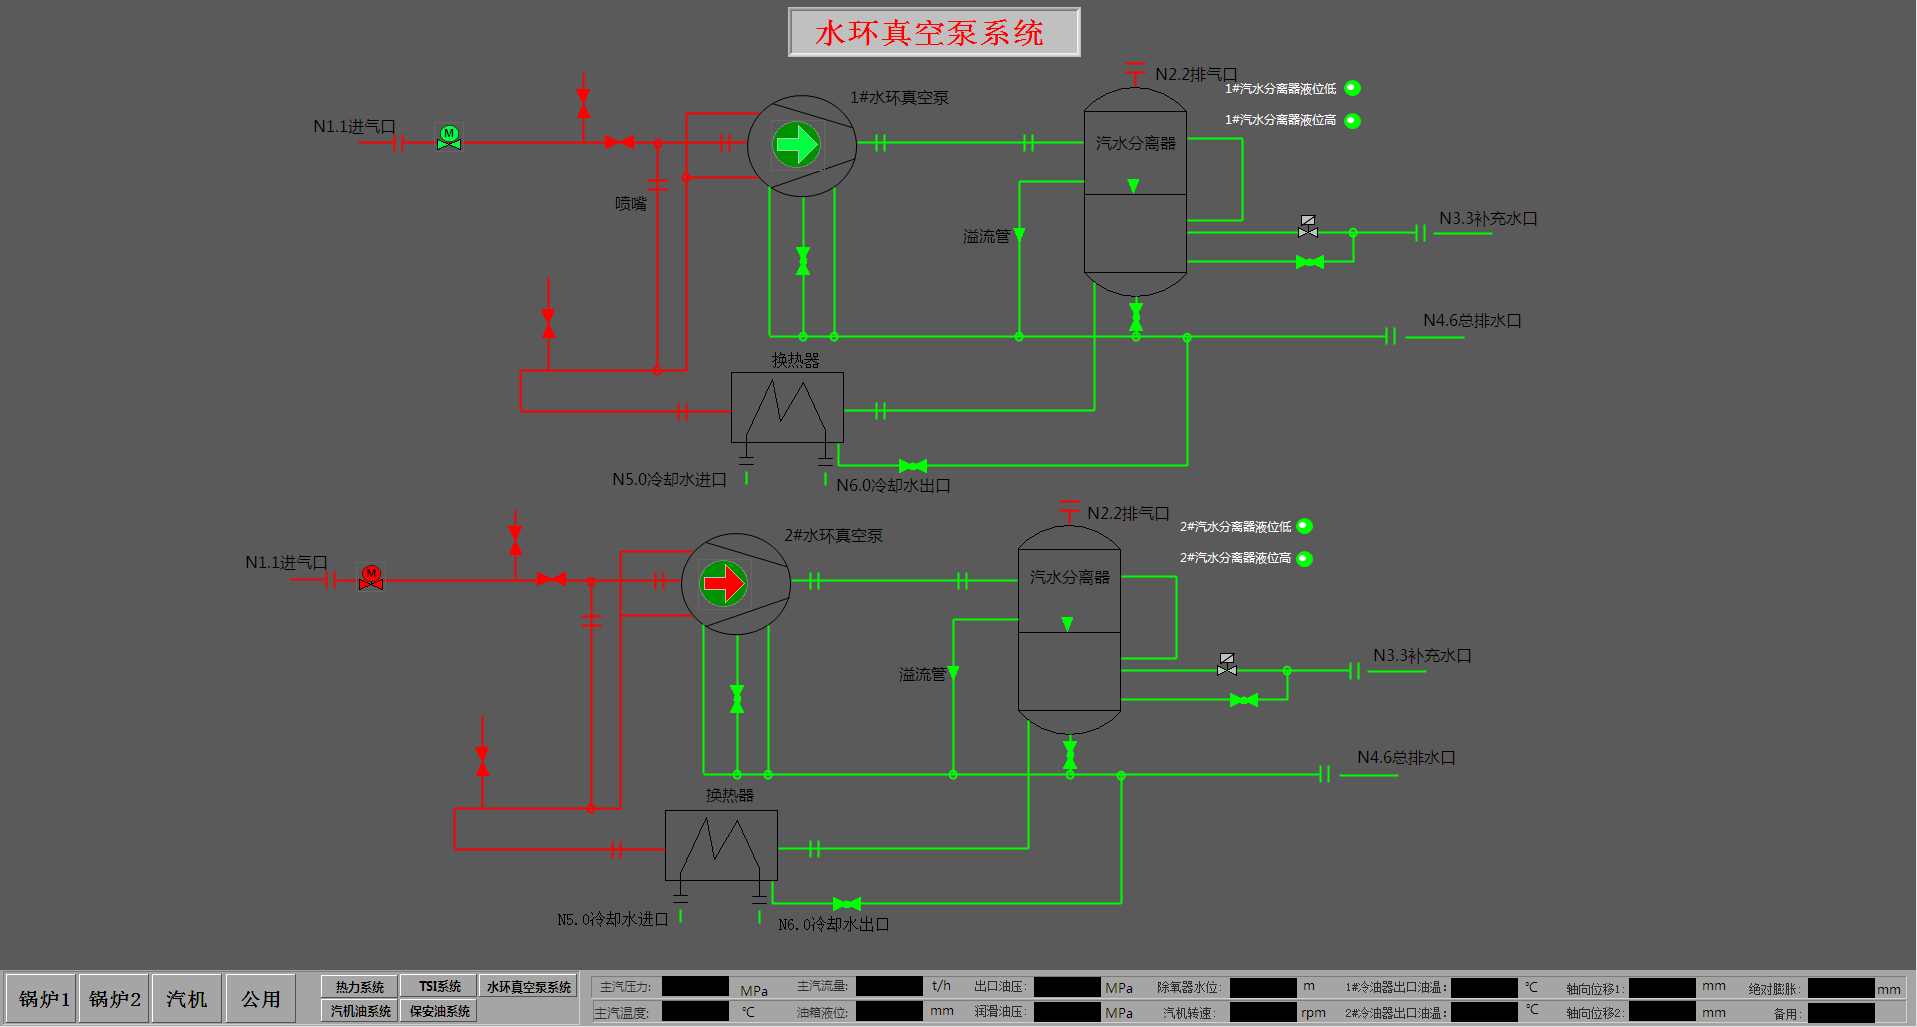 水环真空泵系统
N2.2排气口
1#汽水分离器液位低
1#水环真空泵
N1.1进气口
M
1#汽水分离器液位高
汽水分离器
喷嘴
溢流管
N3.3补充水口
N4.6总排水口
换热器
N5.0冷却水进口
N6.0冷却水出口
N2.2排气口
2#汽水分离器液位低
2#水环真空泵
N1.1进气口
M
2#汽水分离器液位高
汽水分离器
溢流管
N3.3补充水口
N4.6总排水口
换热器
N5.0冷却水进口
N6.0冷却水出口
锅炉1 锅炉2 汽机 公用
热力系统 TSI系统 水环真空泵系统
汽机油系统 保安油系统
主汽压力: MPa 主汽流量: t/h 出口油压: MPa 除氧器水位: m 1#冷油器出口油温: ℃ 轴向位移1: mm 绝对膨胀: mm
主汽温度: ℃ 油箱液位: mm 润滑油压: MPa 汽机转速: rpm 2#冷油器出口油温: ℃ 轴向位移2: mm 备用: